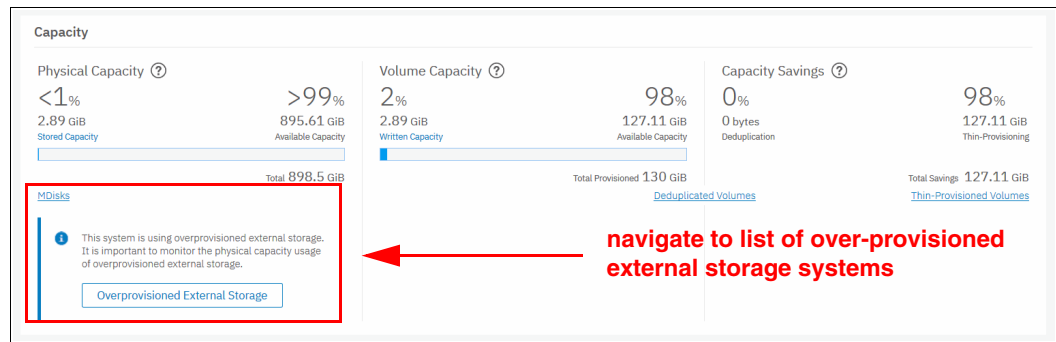 Capacity
Physical Capacity ?
<1% >99%
2.89 GiB 895.61 GiB
Stored Capacity Available Capacity
Total 898.5 GiB
MDisks
This system is using overprovisioned external storage.
It is important to monitor the physical capacity usage
of overprovisioned external storage.
Overprovisioned External Storage
Volume Capacity ?
2% 98%
2.89 GiB 127.11 GiB
Written Capacity Available Capacity
Total Provisioned 130 GiB
Deduplicated Volumes
Capacity Savings ?
0% 98%
0 bytes 127.11 GiB
Deduplication Thin-Provisioning
Total Savings 127.11 GiB
Thin-Provisioned Volumes
navigate to list of over-provisioned
external storage systems